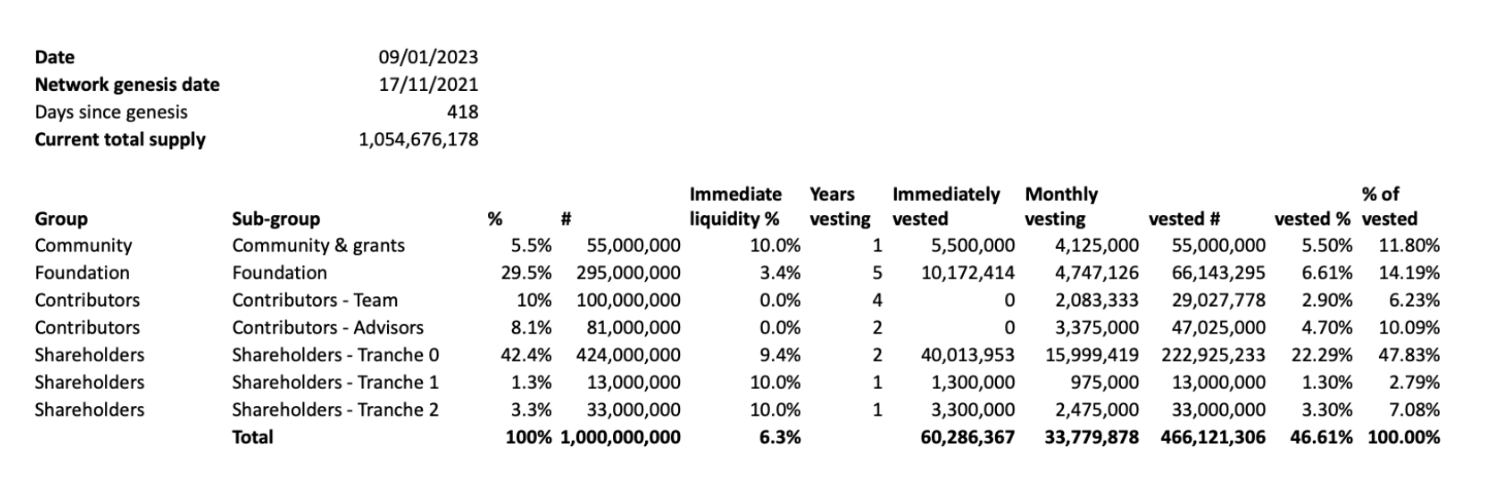 Date 09/01/2023
Network genesis date 17/11/2021
Days since genesis 418
Current total supply 1,054,676,178
Immediate Years Immediately Monthly % of
Group Sub-group % # liquidity % vesting vested vesting vested # vested % vested
Community Community & grants 5.5% 55,000,000 10.0% 1 5,500,000 4,125,000 55,000,000 5.50% 11.80%
Foundation Foundation 29.5% 295,000,000 3.4% 5 10,172,414 4,747,126 66,143,295 6.61% 14.19%
Contributors Contributors - Team 10% 100,000,000 0.0% 4 0 2,083,333 29,027,778 2.90% 6.23%
Contributors Contributors - Advisors 8.1% 81,000,000 0.0% 2 0 3,375,000 47,025,000 4.70% 10.09%
Shareholders Shareholders - Tranche 0 42.4% 424,000,000 9.4% 2 40,013,953 15,999,419 222,925,233 22.29% 47.83%
Shareholders Shareholders - Tranche 1 1.3% 13,000,000 10.0% 1 1,300,000 975,000 13,000,000 1.30% 2.79%
Shareholders Shareholders - Tranche 2 3.3% 33,000,000 10.0% 1 3,300,000 2,475,000 33,000,000 3.30% 7.08%
Total 100% 1,000,000,000 6.3% 60,286,367 33,779,878 466,121,306 46.61% 100.00%